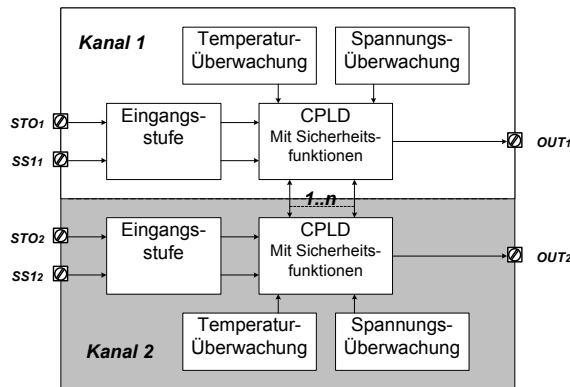 Kanal 1
Temperatur-
Überwachung
Spannungs-
Überwachung
STO1
SS11
Eingangs-
stufe
CPLD
Mit Sicherheits-
funktionen
OUT1
1..n
STO2
SS12
Eingangs-
stufe
CPLD
Mit Sicherheits-
funktionen
OUT2
Kanal 2
Temperatur-
Überwachung
Spannungs-
Überwachung